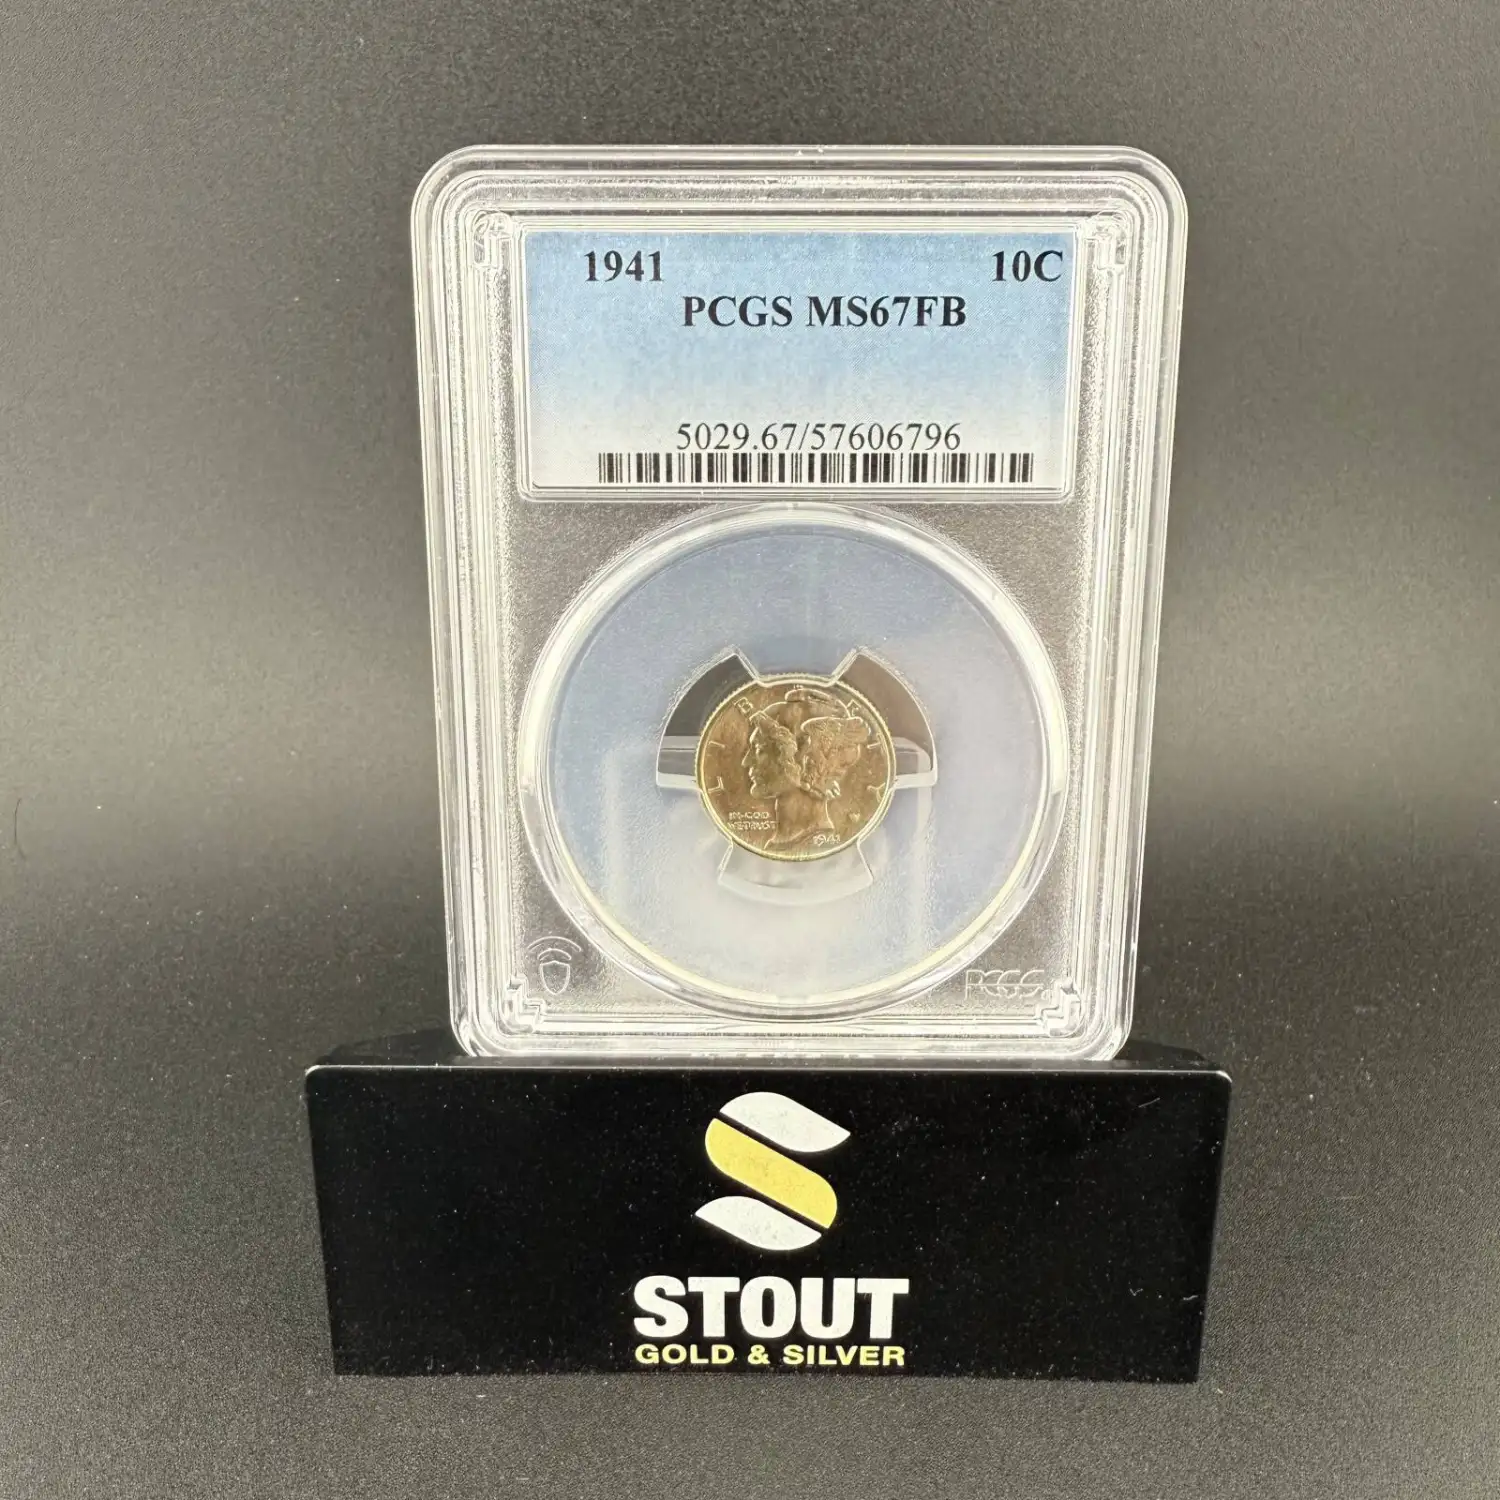 1941 10C
PCGS MS67FB
5029.67/57606796
LIBERTY
IN·GOD
WE TRUST
1941
PCGS
STOUT
GOLD & SILVER